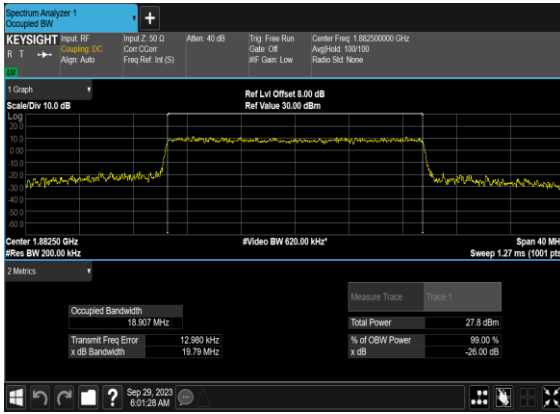 Spectrum Analyzer 1
Occupied BW
KEYSIGHT
R T
LVI
Input: RF
Coupling: DC
Align: Auto
Input Z: 50 Ω
Corr CCorr
Freq Ref: Int (S)
Atten: 40 dB
Trig: Free Run
Gate: Off
#IF Gain: Low
Center Freq: 1.882500000 GHz
Avg|Hold: 100/100
Radio Std: None
1 Graph
Scale/Div 10.0 dB
Ref Lvl Offset 8.00 dB
Ref Value 30.00 dBm
Log
20.0
10.0
0.00
-10.0
-20.0
-30.0
-40.0
-50.0
-60.0
Center 1.88250 GHz
#Res BW 200.00 kHz
#Video BW 620.00 kHz*
Span 40 MH
Sweep 1.27 ms (1001 pts
2 Metrics
Measure Trace Trace 1
Occupied Bandwidth
18.907 MHz
Total Power 27.8 dBm
Transmit Freq Error 12.980 kHz
% of OBW Power 99.00 %
x dB Bandwidth 19.79 MHz
x dB -26.00 dB
?
Sep 29, 2023
6:01:28 AM